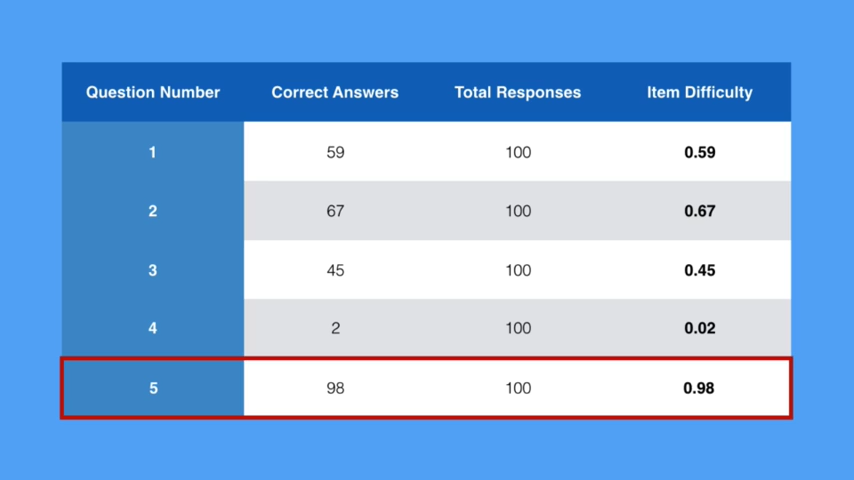 Question Number Correct Answers Total Responses Item Difficulty
1 59 100 0.59
2 67 100 0.67
3 45 100 0.45
4 2 100 0.02
5 98 100 0.98